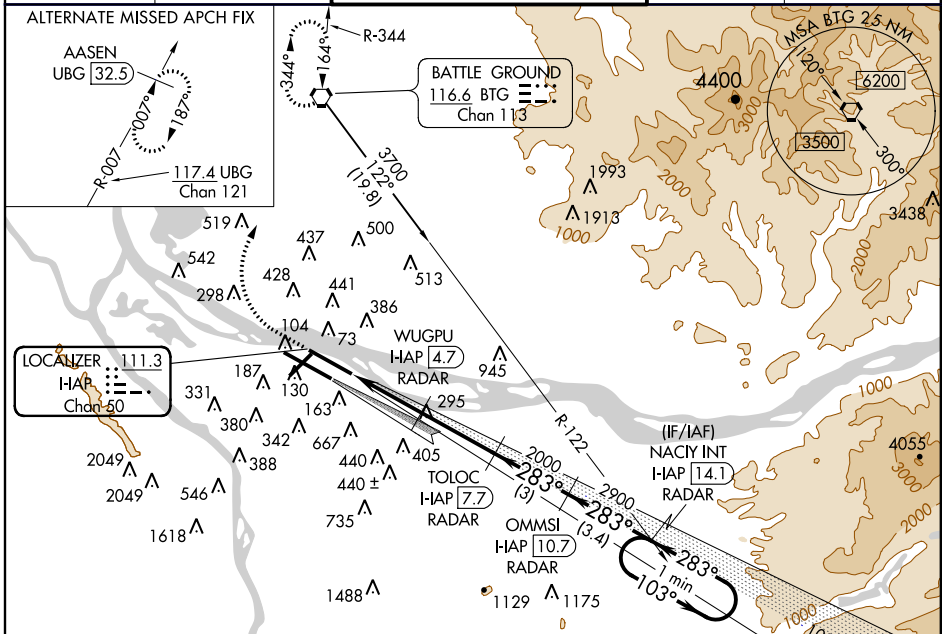 ALTERNATE MISSED APCH FIX
AASEN
UBG 32.5
007°
187°
R-007
117.4 UBG
Chan 121
R-344
344°
164°
BATTLE GROUND
116.6 BTG
Chan 113
3700
122°
(19.8)
MSA BTG 25 NM
120°
6200
3500
300°
4400
3000
2000
1993
1913
1000
3438
2000
519
542
298
437
428
500
441
513
386
104
73
WUGPU
I-IAP 4.7
RADAR
945
LOCALIZER 111.3
I-IAP
Chan 50
187
130
331
163
295
380
342
667
405
388
440
440 ±
2049
2049
546
735
1618
1488
1129
1175
R-122
(IF/IAF)
NACIY INT
I-IAP 14.1
RADAR
TOLOC
I-IAP 7.7
RADAR
2000
283°
(3)
OMMSI
I-IAP 10.7
RADAR
2900
283°
(3.4)
283°
1 min
103°
1000
4055
3000
2000
1000